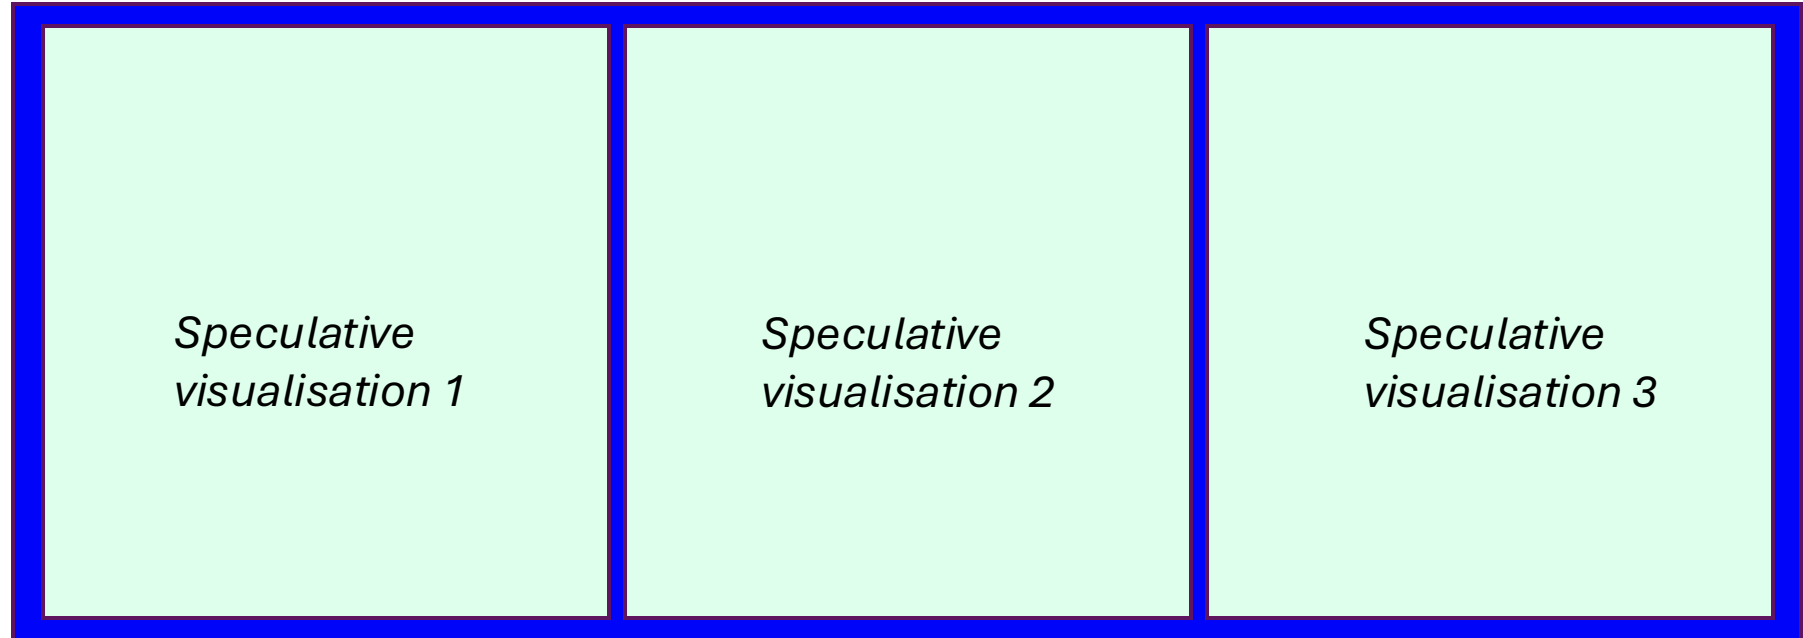 Speculative
visualisation 1
Speculative
visualisation 2
Speculative
visualisation 3